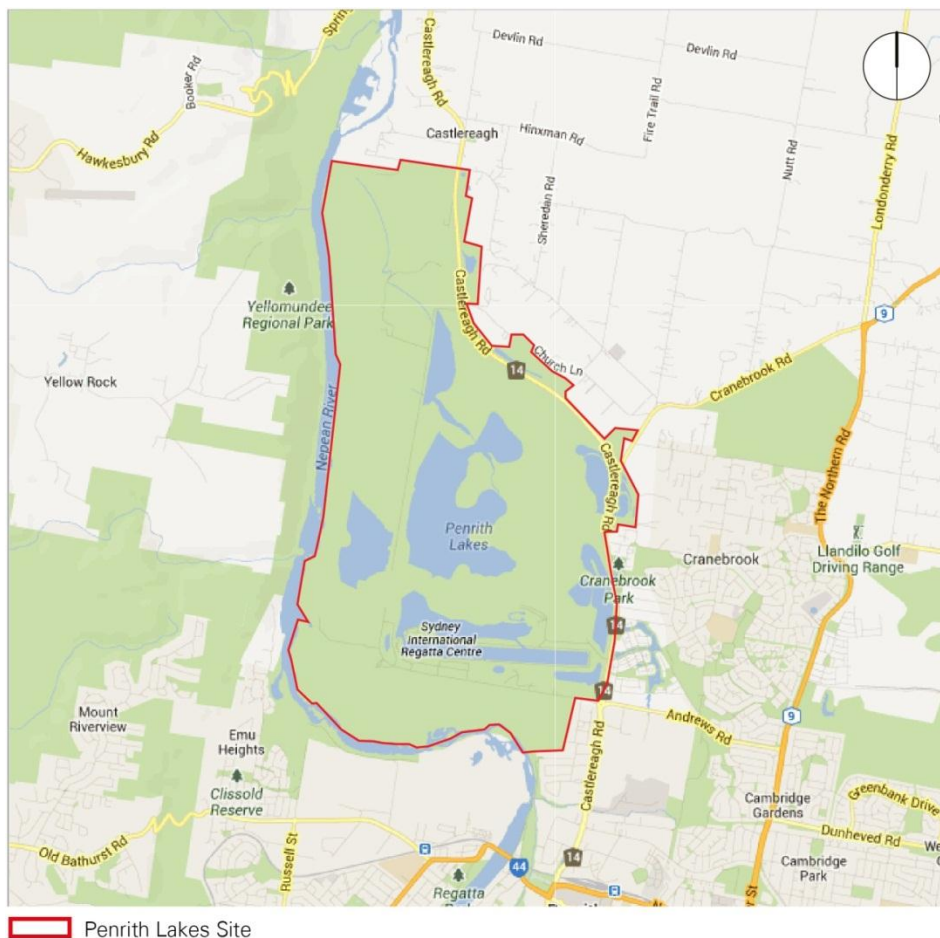 Devlin Rd
Devlin Rd
Spring
Castlereagh Rd
Booker Rd
Hawkesbury Rd
Castlereagh
Hinxman Rd
Fire Trail Rd
Nutt Rd
Londonderry Rd
Sheredan Rd
Yellomundee
Regional Park
Castlereagh Rd
9
Church Ln
14
Yellow Rock
Cranebrook Rd
Nepean River
Castlereagh Rd
The Northern Rd
Penrith
Lakes
Cranebrook
Llandilo Golf
Driving Range
Cranebrook
Park
Sydney
International
Regatta Centre
14
14
Mount
Riverview
Emu
Heights
Andrews Rd
9
Clissold
Reserve
Castlereagh Rd
Cambridge
Gardens
Greenbank Drive
Dunheved Rd
Old Bathurst Rd
Russell St
14
44
Cambridge
Park
Regatta
Penrith Lakes Site